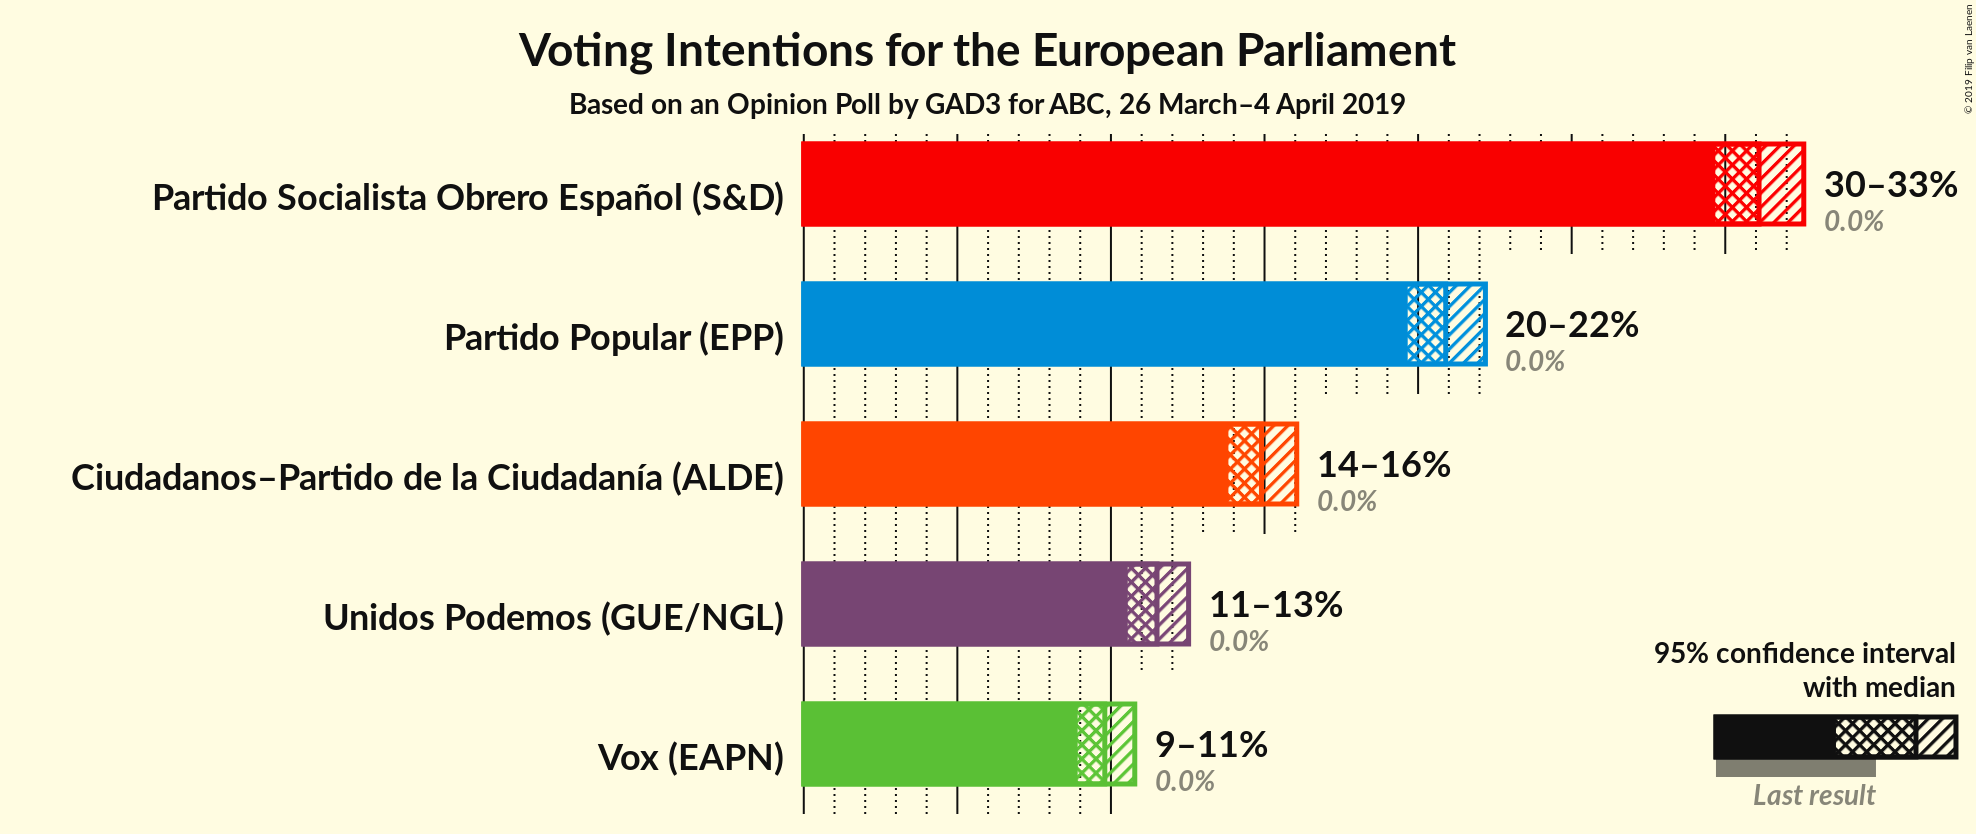 Voting Intentions for the European Parliament
Based on an Opinion Poll by GAD3 for ABC, 26 March–4 April 2019
© 2019 Filip van Laenen
Partido Socialista Obrero Español (S&D)
30–33%
0.0%
Partido Popular (EPP)
20–22%
0.0%
Ciudadanos–Partido de la Ciudadanía (ALDE)
14–16%
0.0%
Unidos Podemos (GUE/NGL)
11–13%
0.0%
Vox (EAPN)
9–11%
0.0%
95% confidence interval
with median
Last result